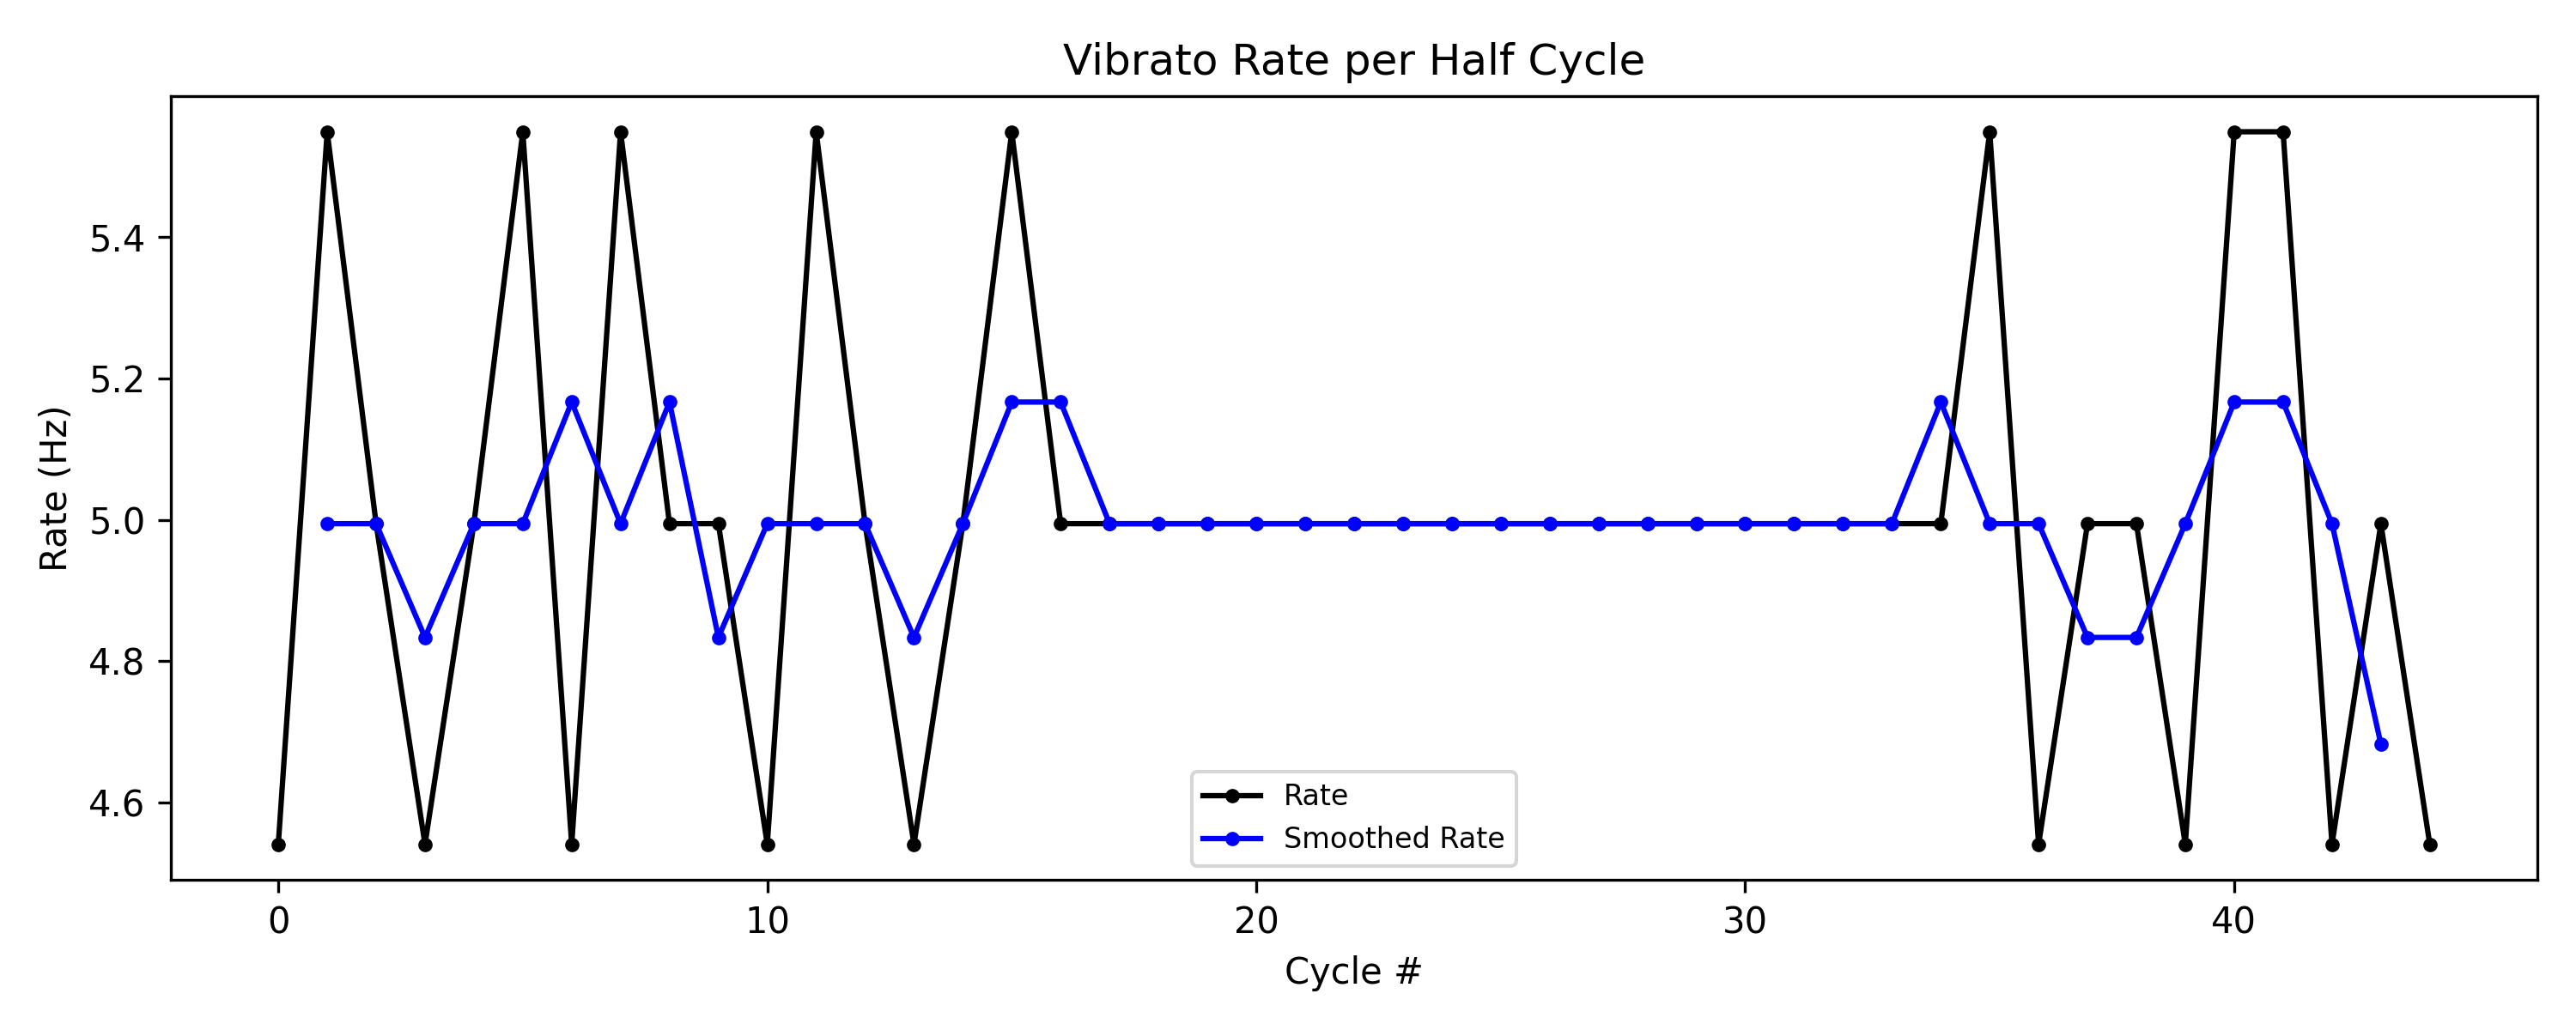 Vibrato Rate per Half Cycle
Rate (Hz)
5.4
5.2
5.0
4.8
4.6
Rate
Smoothed Rate
0 10 20 30 40
Cycle #